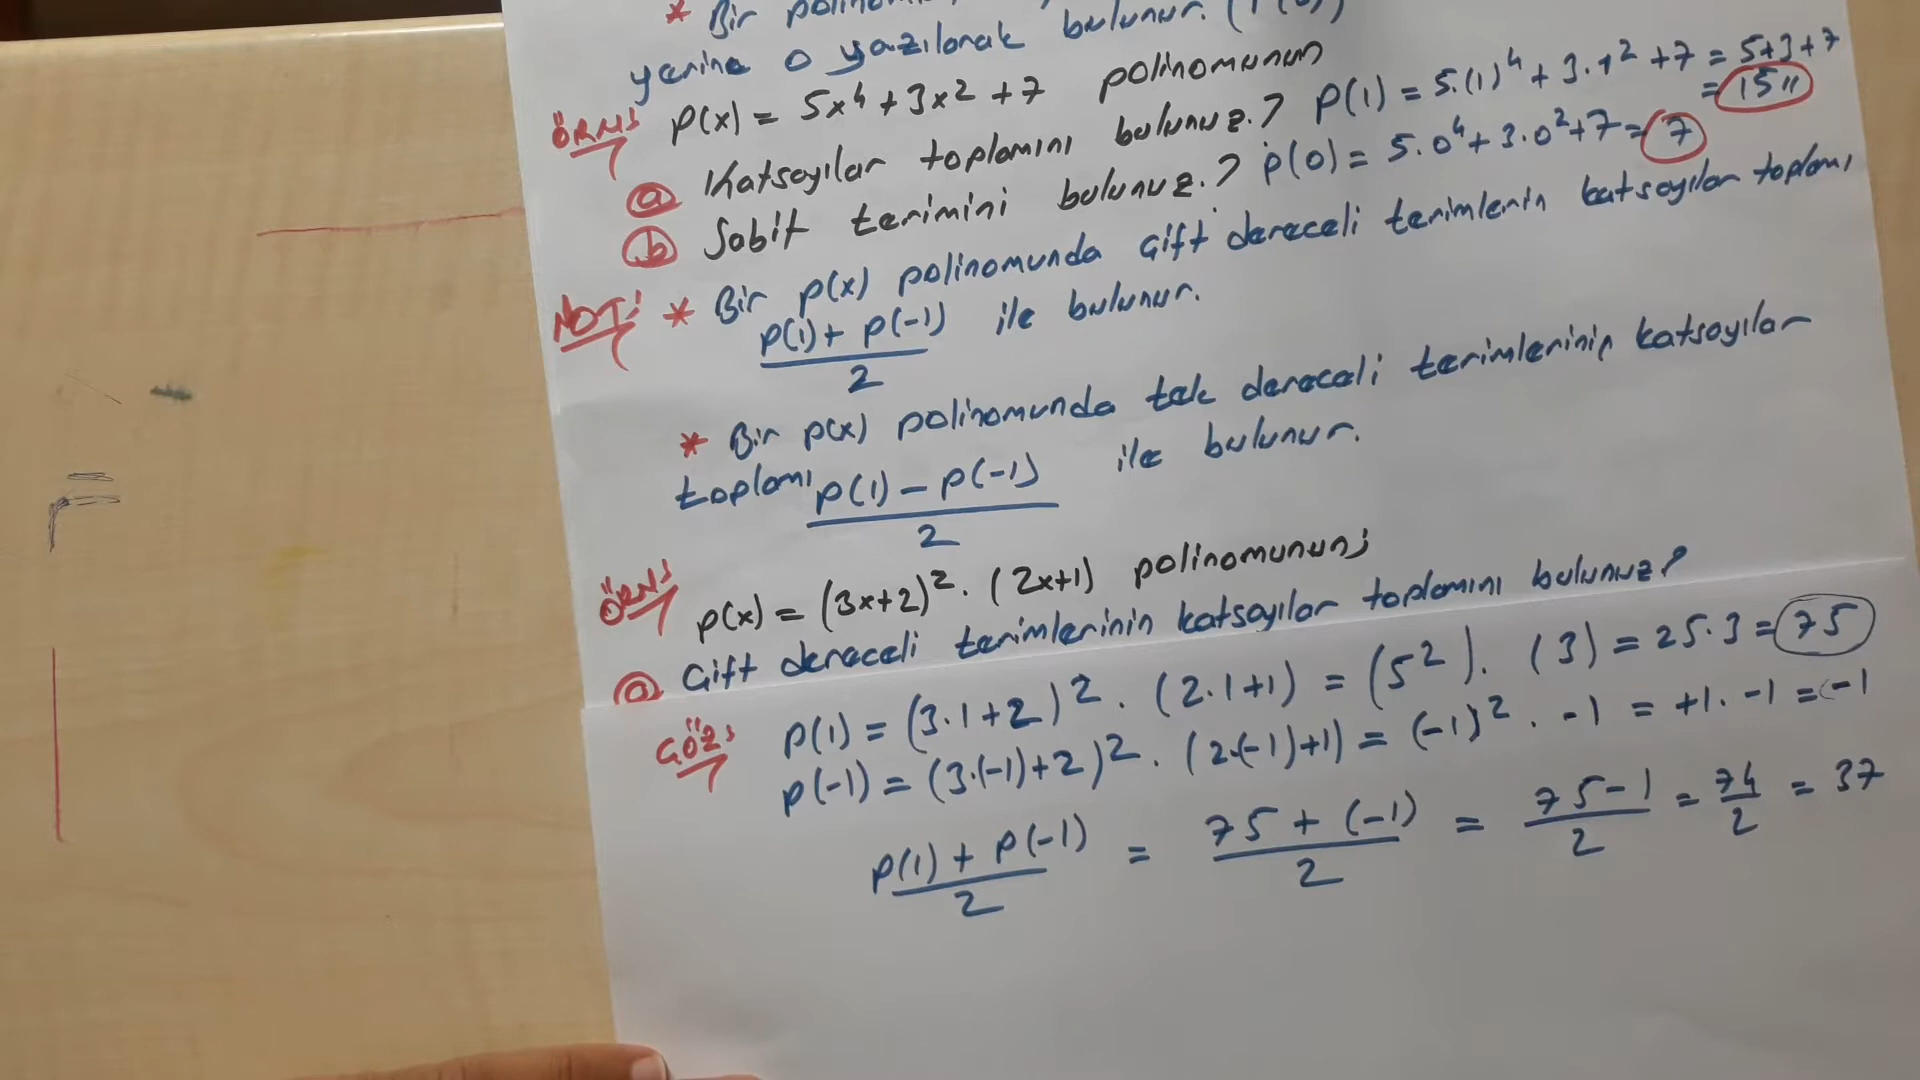 * Bir
yerine 0 yazılarak bulunur.
ÖRN: P(x) = 5x⁴ + 3x² + 7 polinomunun
a) Katsayılar toplamını bulunuz.? P(1) = 5.(1)⁴ + 3.1² + 7 = 5+3+7
= 15 //
b) Sabit terimini bulunuz.? P(0) = 5.0⁴ + 3.0² + 7 = 7
NOT: * Bir P(x) polinomunda Çift dereceli terimlerin katsayılar toplamı
P(1) + P(-1) / 2 ile bulunur.
* Bir P(x) polinomunda tek dereceli terimlerinin katsayılar
toplamı P(1) - P(-1) / 2 ile bulunur.
ÖRN: P(x) = (3x+2)² . (2x+1) polinomunun;
a) Çift dereceli terimlerinin katsayılar toplamını bulunuz?
ÇÖZ: P(1) = (3.1+2)² . (2.1+1) = (5²). (3) = 25.3 = 75
P(-1) = (3.(-1)+2)² . (2.(-1)+1) = (-1)² . -1 = +1. -1 = -1
P(1) + P(-1) / 2 = 75 + (-1) / 2 = 75 - 1 / 2 = 74 / 2 = 37